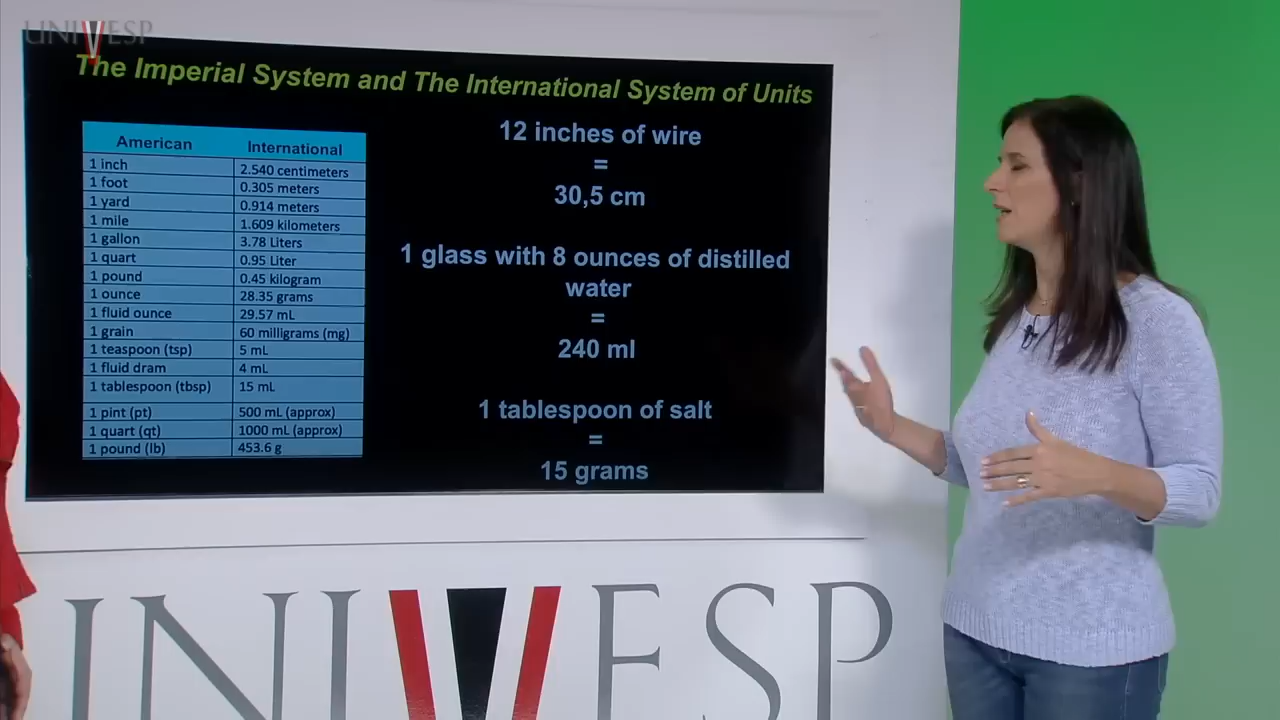 UNIVESP
The Imperial System and The International System of Units
American International
1 inch 2.540 centimeters
1 foot 0.305 meters
1 yard 0.914 meters
1 mile 1.609 kilometers
1 gallon 3.78 Liters
1 quart 0.95 Liter
1 pound 0.45 kilogram
1 ounce 28.35 grams
1 fluid ounce 29.57 mL
1 grain 60 milligrams (mg)
1 teaspoon (tsp) 5 mL
1 fluid dram 4 mL
1 tablespoon (tbsp) 15 mL
1 pint (pt) 500 mL (approx)
1 quart (qt) 1000 mL (approx)
1 pound (lb) 453.6 g
12 inches of wire
=
30,5 cm
1 glass with 8 ounces of distilled
water
=
240 ml
1 tablespoon of salt
=
15 grams
UNIVESP